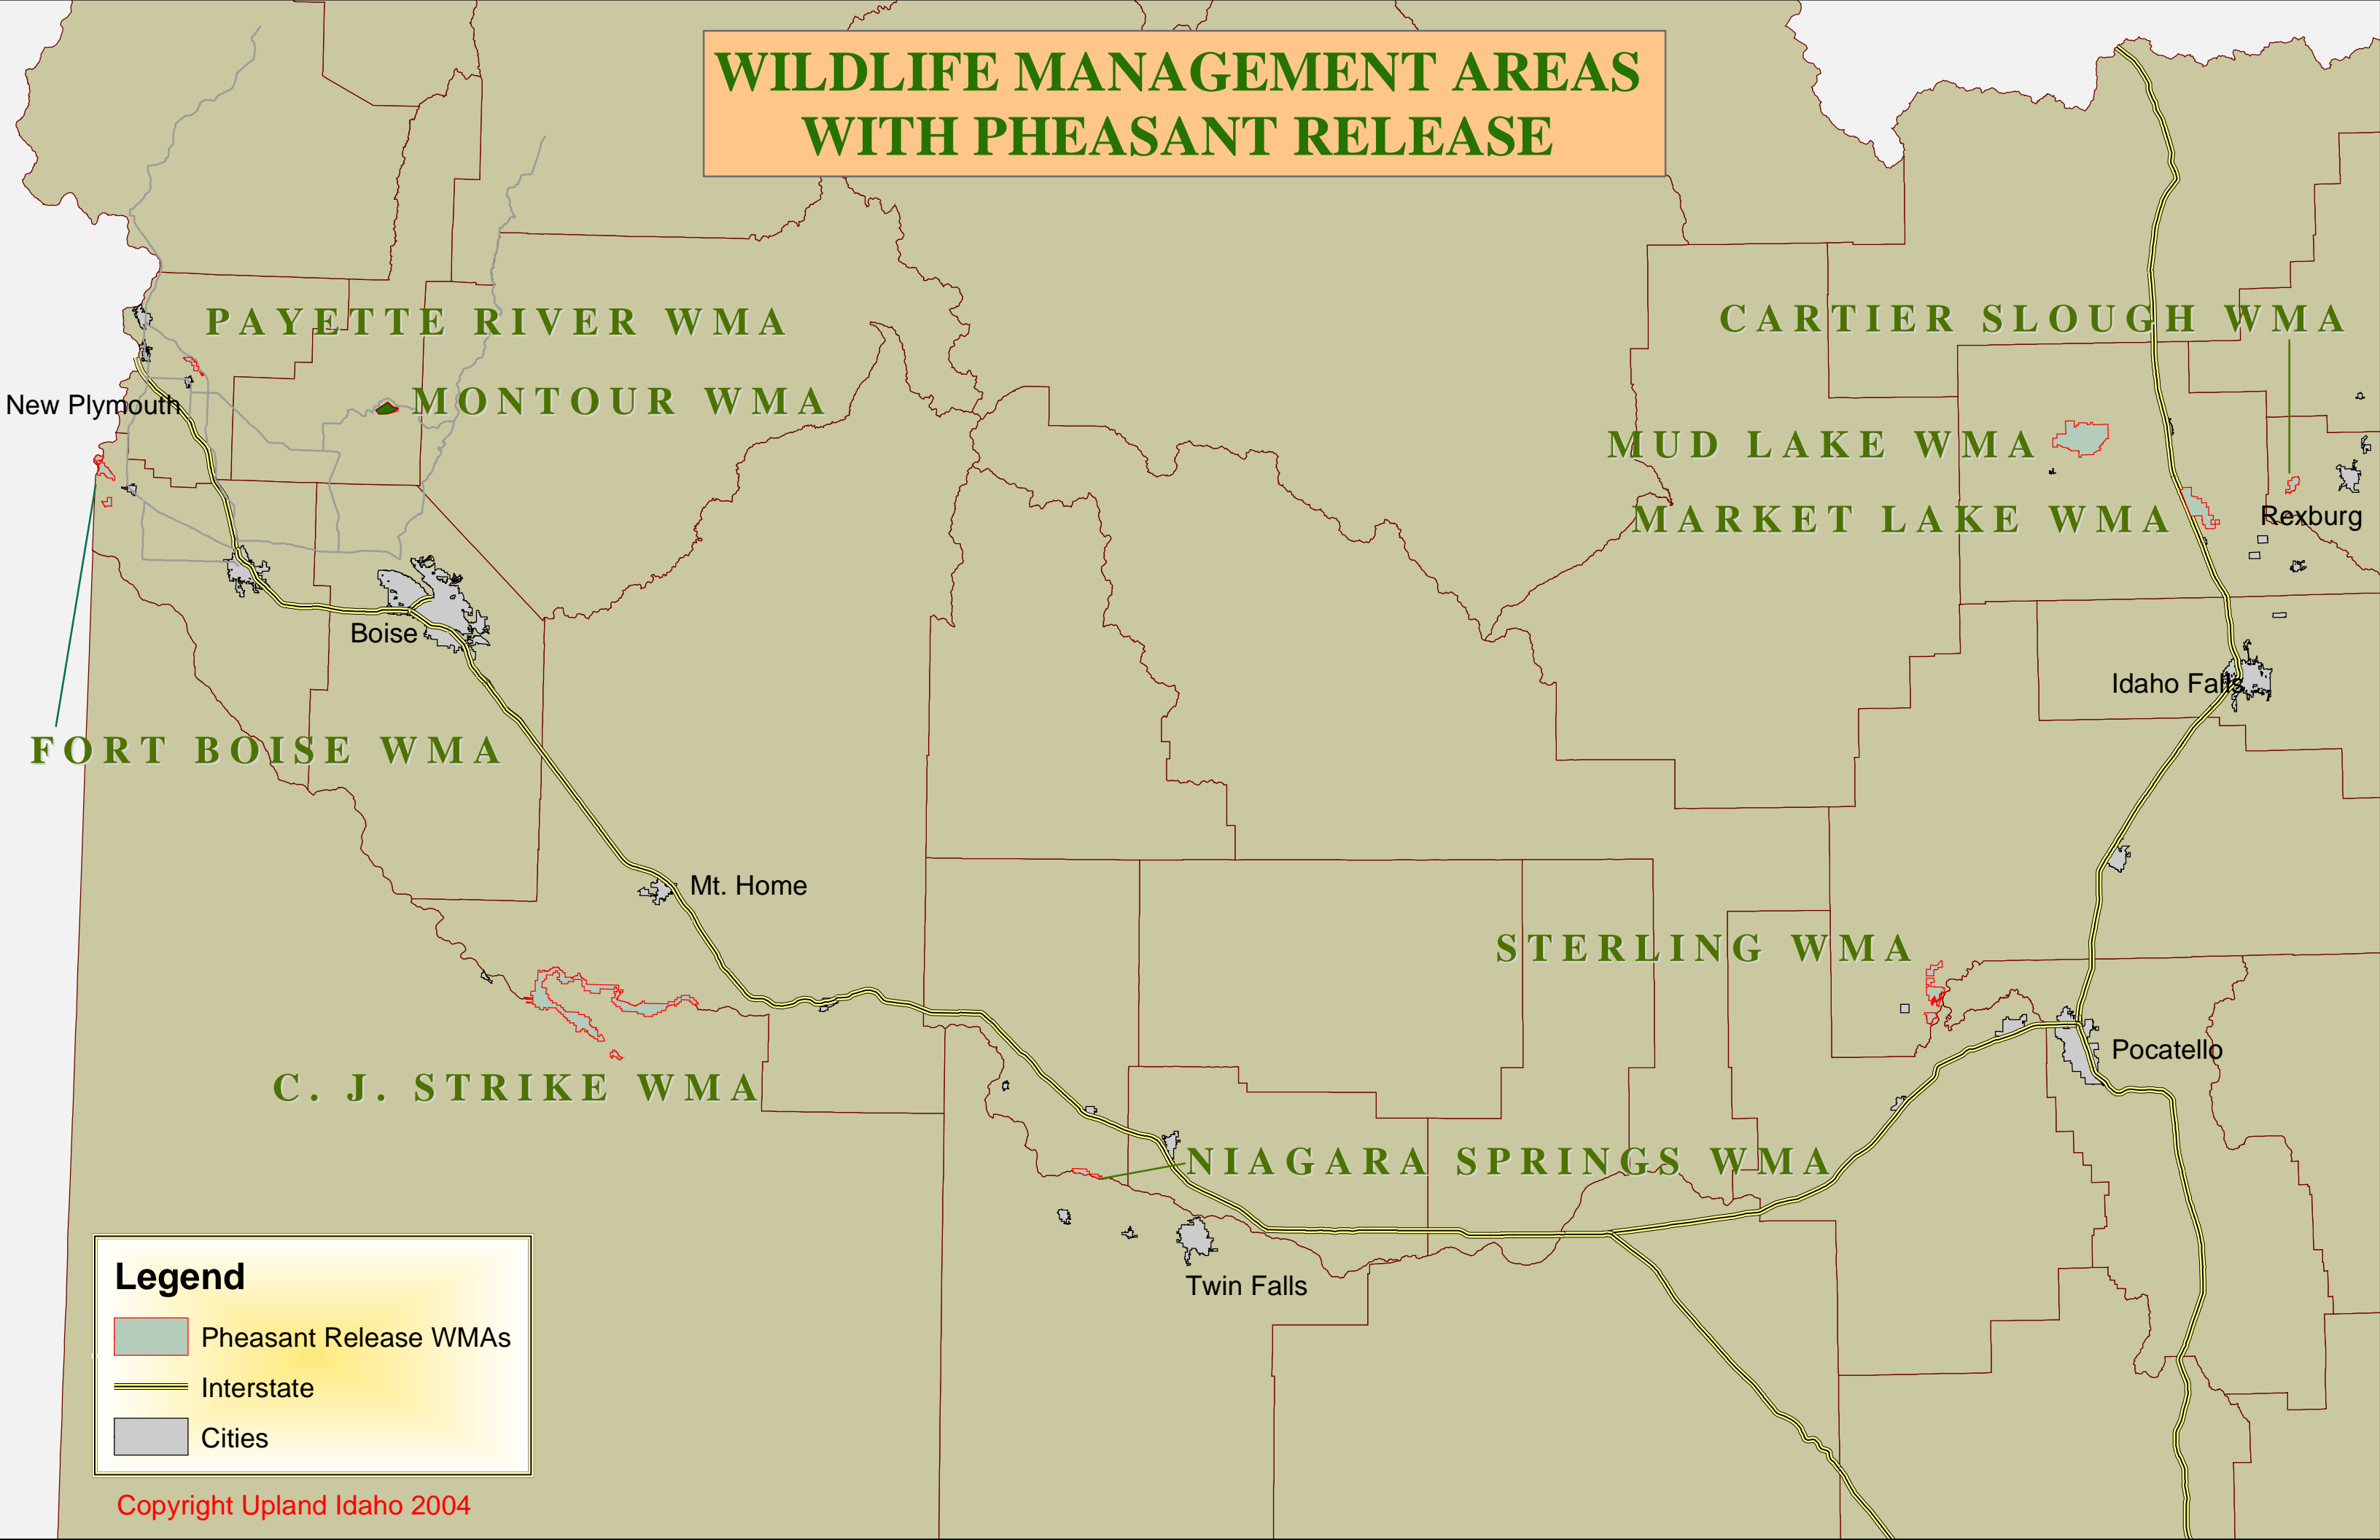 WILDLIFE MANAGEMENT AREAS
WITH PHEASANT RELEASE
PAYETTE RIVER WMA
CARTIER SLOUGH WMA
New Plymouth
MONTOUR WMA
MUD LAKE WMA
MARKET LAKE WMA
Rexburg
Boise
Idaho Falls
FORT BOISE WMA
Mt. Home
STERLING WMA
Pocatello
C. J. STRIKE WMA
NIAGARA SPRINGS WMA
Twin Falls
Legend
Pheasant Release WMAs
Interstate
Cities
Copyright Upland Idaho 2004